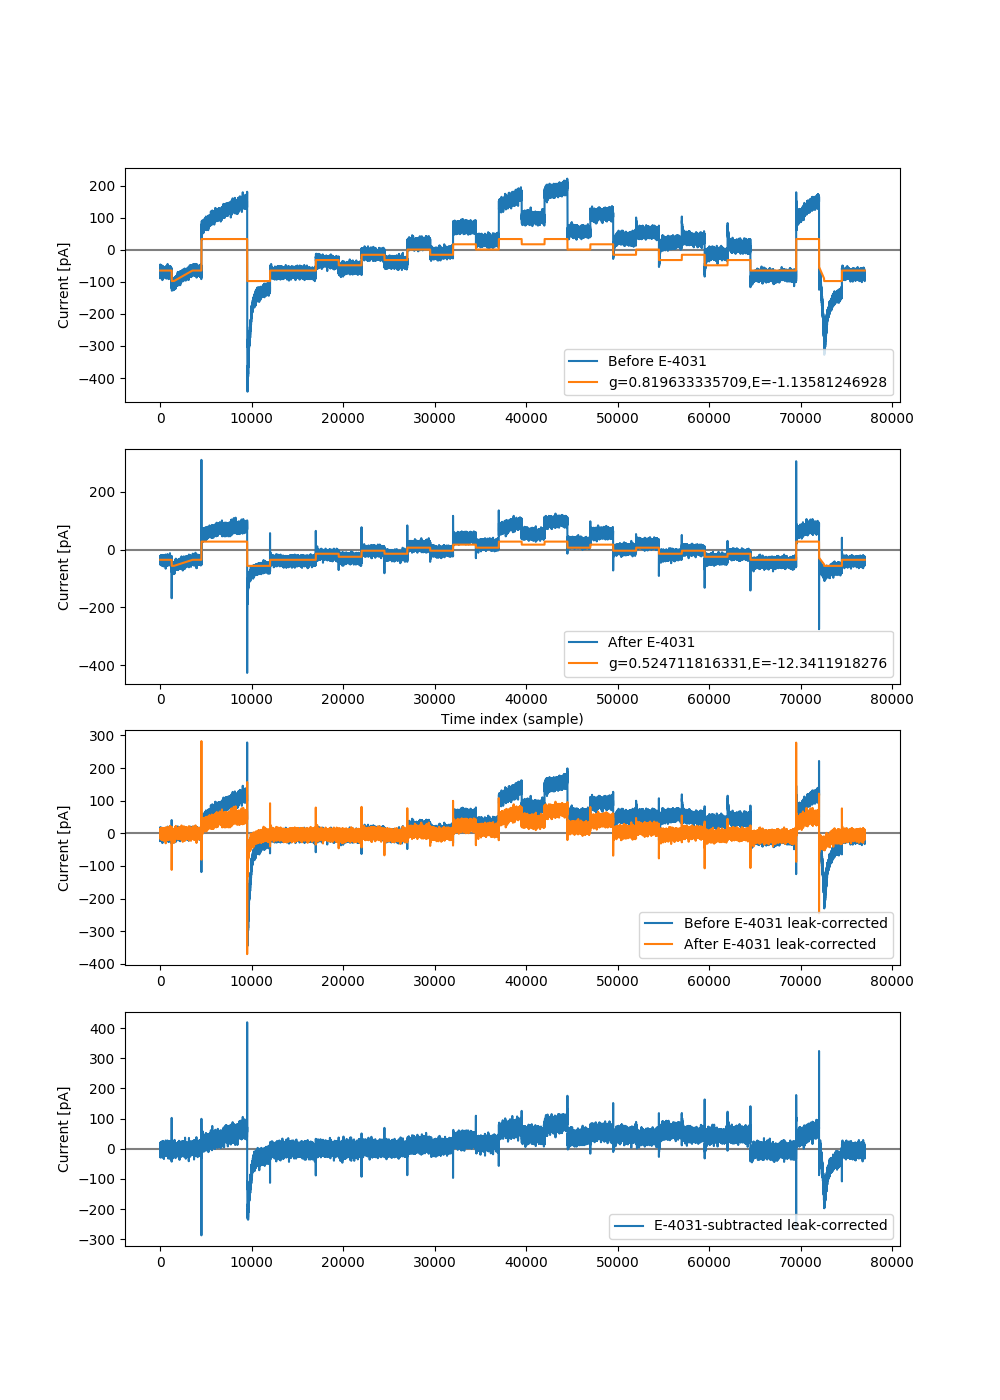 200
100
0
−100
−200
−300
−400
Current [pA]
Before E-4031
g=0.819633335709,E=-1.13581246928
0 10000 20000 30000 40000 50000 60000 70000 80000
200
0
−200
−400
Current [pA]
After E-4031
g=0.524711816331,E=-12.3411918276
0 10000 20000 30000 40000 50000 60000 70000 80000
Time index (sample)
300
200
100
0
−100
−200
−300
−400
Current [pA]
Before E-4031 leak-corrected
After E-4031 leak-corrected
0 10000 20000 30000 40000 50000 60000 70000 80000
400
300
200
100
0
−100
−200
−300
Current [pA]
E-4031-subtracted leak-corrected
0 10000 20000 30000 40000 50000 60000 70000 80000